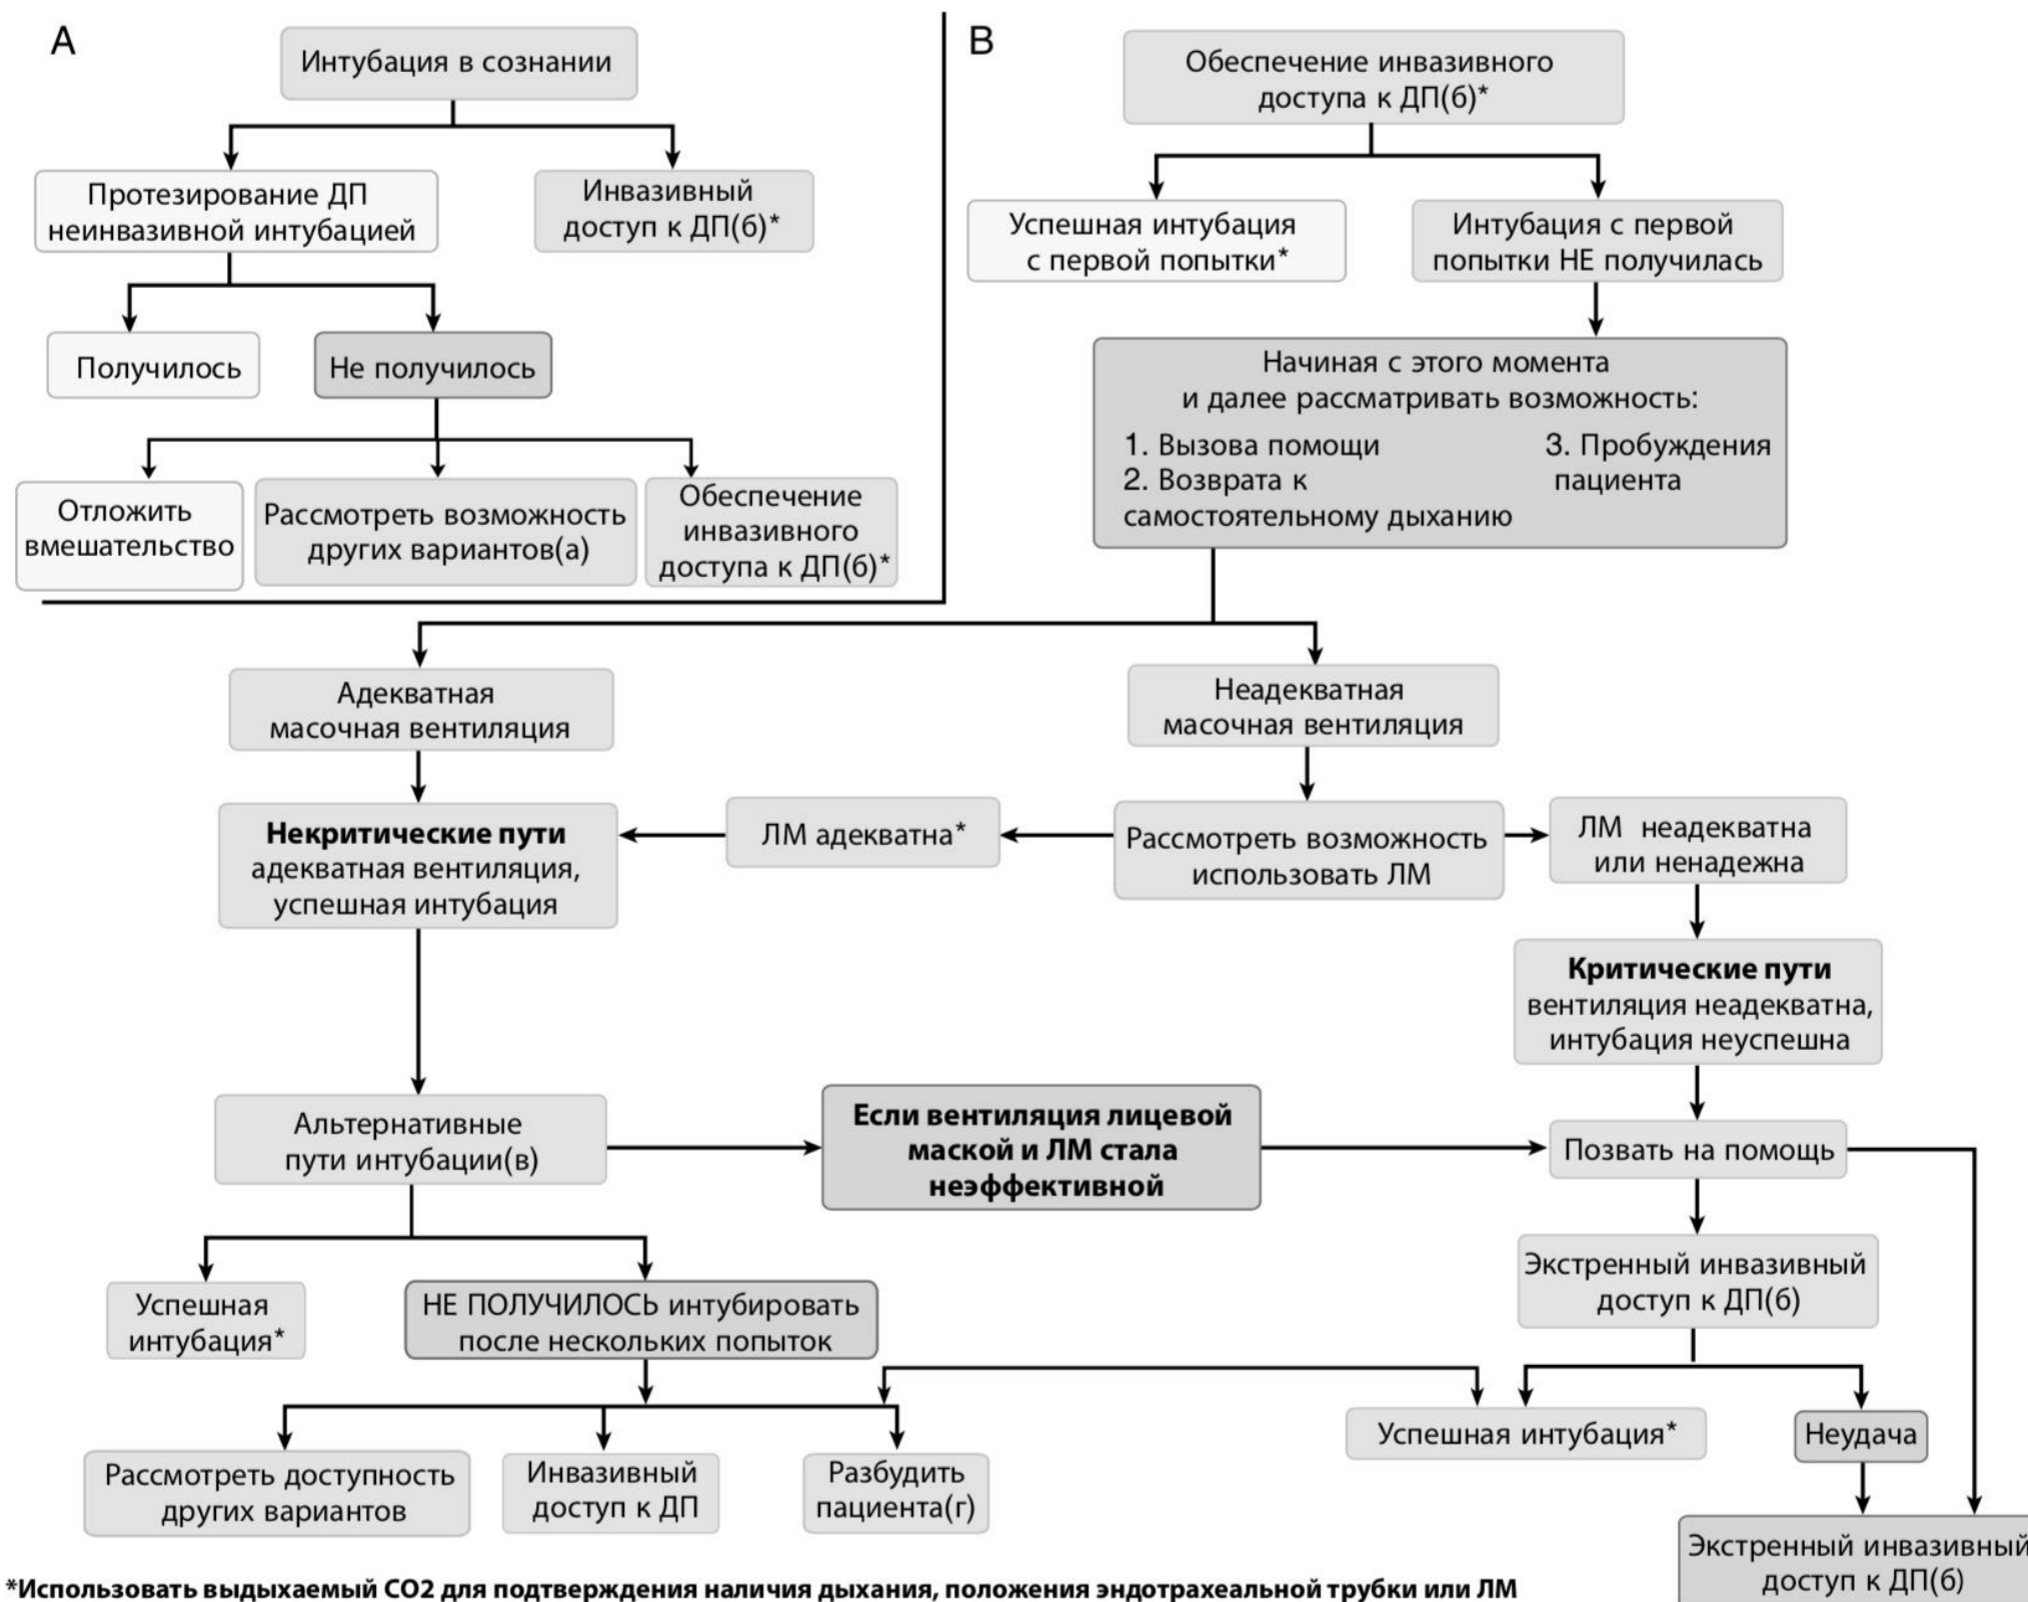 A
Интубация в сознании
Протезирование ДП
неинвазивной интубацией
Инвазивный
доступ к ДП(б)*
Получилось
Не получилось
Отложить
вмешательство
Рассмотреть возможность
других вариантов(а)
Обеспечение
инвазивного
доступа к ДП(б)*
B
Обеспечение инвазивного
доступа к ДП(б)*
Успешная интубация
с первой попытки*
Интубация с первой
попытки НЕ получилась
Начиная с этого момента
и далее рассматривать возможность:
1. Вызова помощи
2. Возврата к
самостоятельному дыханию
3. Пробуждения
пациента
Адекватная
масочная вентиляция
Неадекватная
масочная вентиляция
Некритические пути
адекватная вентиляция,
успешная интубация
ЛМ адекватна*
Рассмотреть возможность
использовать ЛМ
ЛМ неадекватна
или ненадежна
Критические пути
вентиляция неадекватна,
интубация неуспешна
Альтернативные
пути интубации(в)
Если вентиляция лицевой
маской и ЛМ стала
неэффективной
Позвать на помощь
Экстренный инвазивный
доступ к ДП(б)
Успешная
интубация*
НЕ ПОЛУЧИЛОСЬ интубировать
после нескольких попыток
Успешная интубация*
Неудача
Рассмотреть доступность
других вариантов
Инвазивный
доступ к ДП
Разбудить
пациента(г)
Экстренный инвазивный
доступ к ДП(б)
*Использовать выдыхаемый СО2 для подтверждения наличия дыхания, положения эндотрахеальной трубки или ЛМ